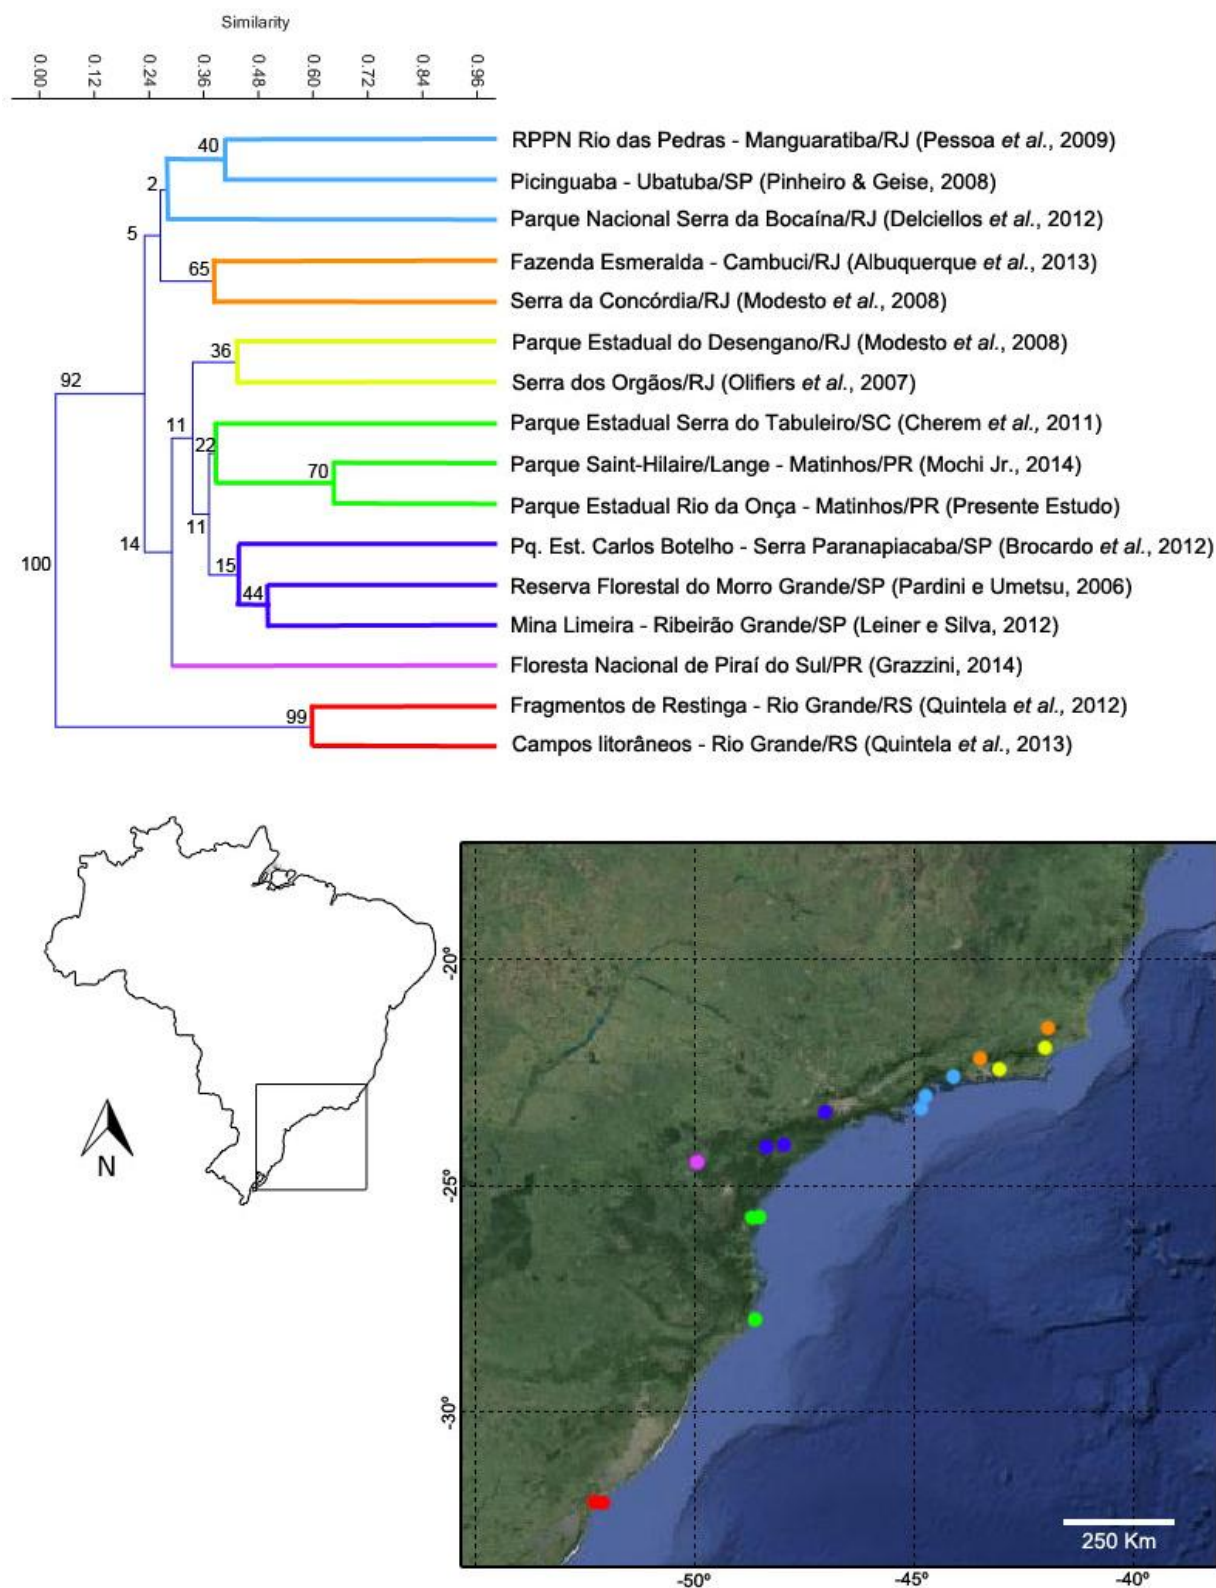 Similarity
0.00 0.12 0.24 0.36 0.48 0.60 0.72 0.84 0.96
40 RPPN Rio das Pedras - Manguaratiba/RJ (Pessoa et al., 2009)
2 Picinguaba - Ubatuba/SP (Pinheiro & Geise, 2008)
5 Parque Nacional Serra da Bocaína/RJ (Delciellos et al., 2012)
65 Fazenda Esmeralda - Cambuci/RJ (Albuquerque et al., 2013)
Serra da Concórdia/RJ (Modesto et al., 2008)
36 Parque Estadual do Desengano/RJ (Modesto et al., 2008)
92 Serra dos Orgãos/RJ (Olifiers et al., 2007)
11 Parque Estadual Serra do Tabuleiro/SC (Cherem et al., 2011)
22 70 Parque Saint-Hilaire/Lange - Matinhos/PR (Mochi Jr., 2014)
11 Parque Estadual Rio da Onça - Matinhos/PR (Presente Estudo)
14 Pq. Est. Carlos Botelho - Serra Paranapiacaba/SP (Brocardo et al., 2012)
100 15 44 Reserva Florestal do Morro Grande/SP (Pardini e Umetsu, 2006)
Mina Limeira - Ribeirão Grande/SP (Leiner e Silva, 2012)
Floresta Nacional de Piraí do Sul/PR (Grazzini, 2014)
99 Fragmentos de Restinga - Rio Grande/RS (Quintela et al., 2012)
Campos litorâneos - Rio Grande/RS (Quintela et al., 2013)
-20º
N
-25º
-30º
250 Km
-50º -45º -40º